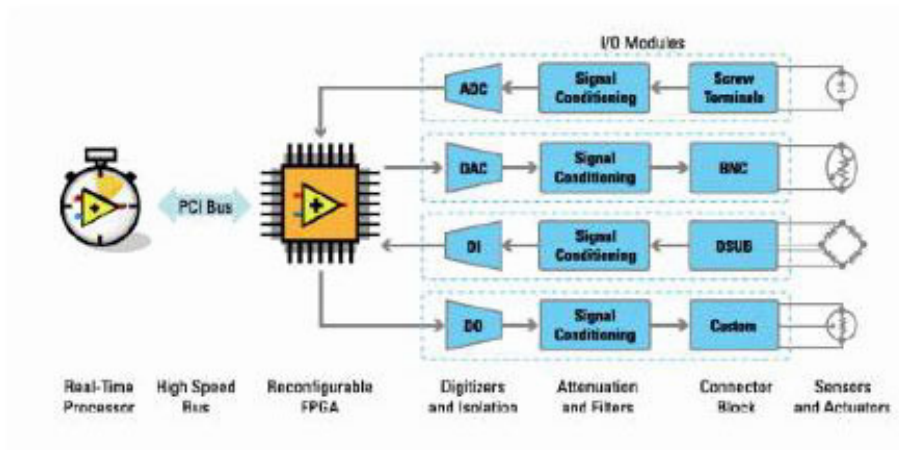 I/O Modules
ADC
Signal
Conditioning
Screw
Terminals
DAC
Signal
Conditioning
BNC
PCI Bus
DI
Signal
Conditioning
DSUB
DO
Signal
Conditioning
Custom
Real-Time
Processor
High Speed
Bus
Reconfigurable
FPGA
Digitizers
and Isolation
Attenuation
and Filters
Connector
Block
Sensors
and Actuators